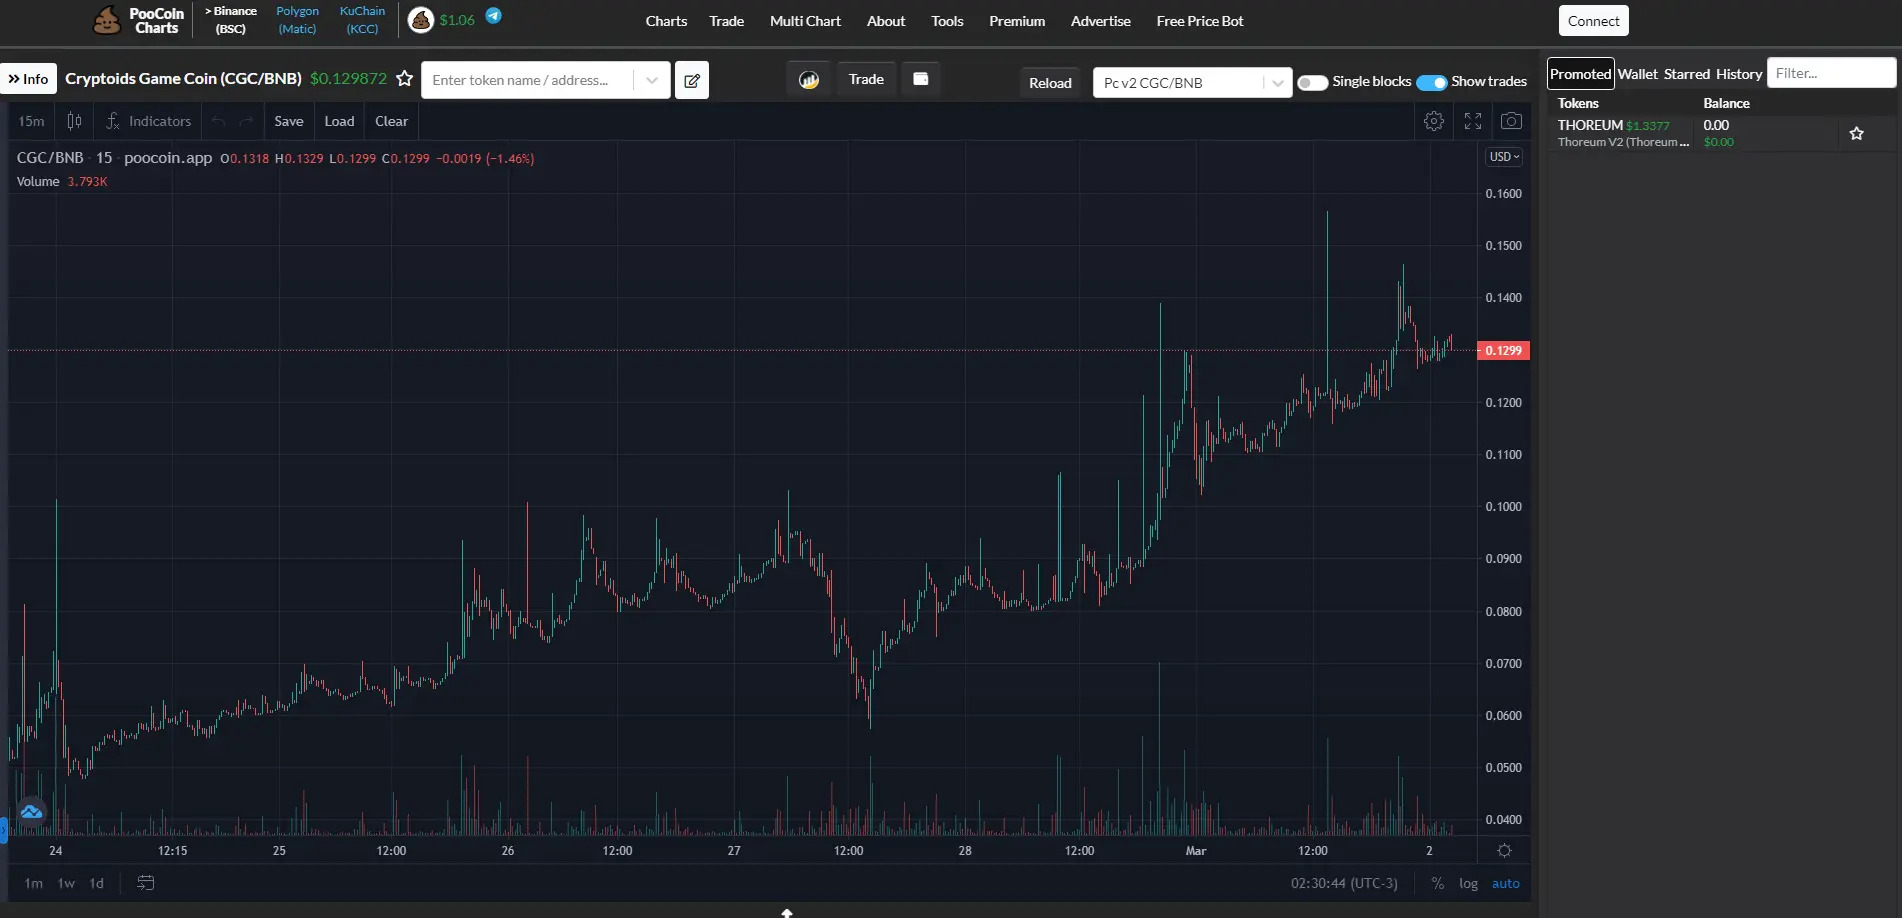 PooCoin Charts
> Binance (BSC)
Polygon (Matic)
KuChain (KCC)
$1.06
Charts Trade Multi Chart About Tools Premium Advertise Free Price Bot
Connect
Info
Cryptoids Game Coin (CGC/BNB) $0.129872
Enter token name / address...
Trade
Reload
Pc v2 CGC/BNB
Single blocks
Show trades
Promoted Wallet Starred History
Filter...
Tokens Balance
THOREUM $1.3377 0.00
Thoreum V2 (Thoreum ... $0.00
15m Indicators Save Load Clear
CGC/BNB · 15 · poocoin.app O0.1318 H0.1329 L0.1299 C0.1299 −0.0019 (−1.46%)
Volume 3.793K
USD
0.1600
0.1500
0.1400
0.1299
0.1200
0.1100
0.1000
0.0900
0.0800
0.0700
0.0600
0.0500
0.0400
24 12:15 25 12:00 26 12:00 27 12:00 28 12:00 Mar 12:00 2
1m 1w 1d
02:30:44 (UTC-3) % log auto